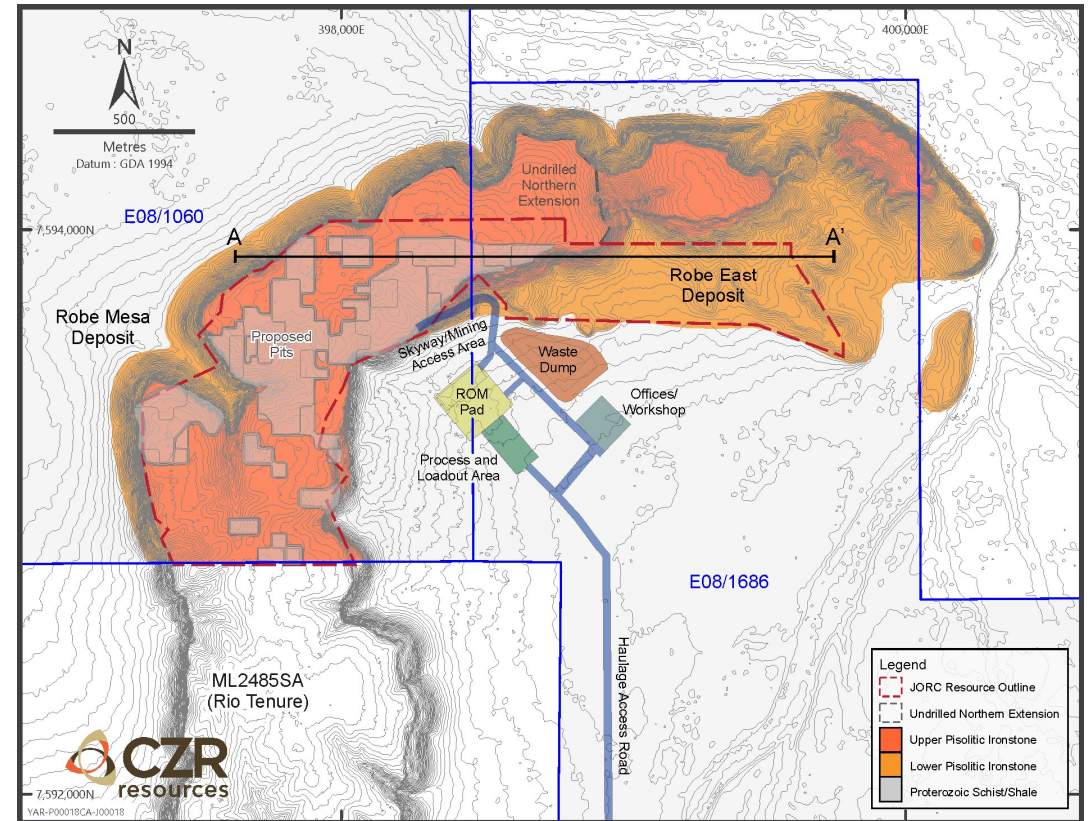 398,000E
400,000E
N
500
Metres
Datum : GDA 1994
E08/1060
7,594,000N
A
A'
Undrilled
Northern
Extension
Robe East
Deposit
Robe Mesa
Deposit
Proposed
Pits
Skyway/Mining
Access Area
Waste
Dump
ROM
Pad
Offices/
Workshop
Process and
Loadout Area
E08/1686
Haulage Access Road
ML2485SA
(Rio Tenure)
Legend
JORC Resource Outline
Undrilled Northern Extension
Upper Pisolitic Ironstone
Lower Pisolitic Ironstone
Proterozoic Schist/Shale
CZR
resources
7,592,000N
YAR-P00018CA-J00018